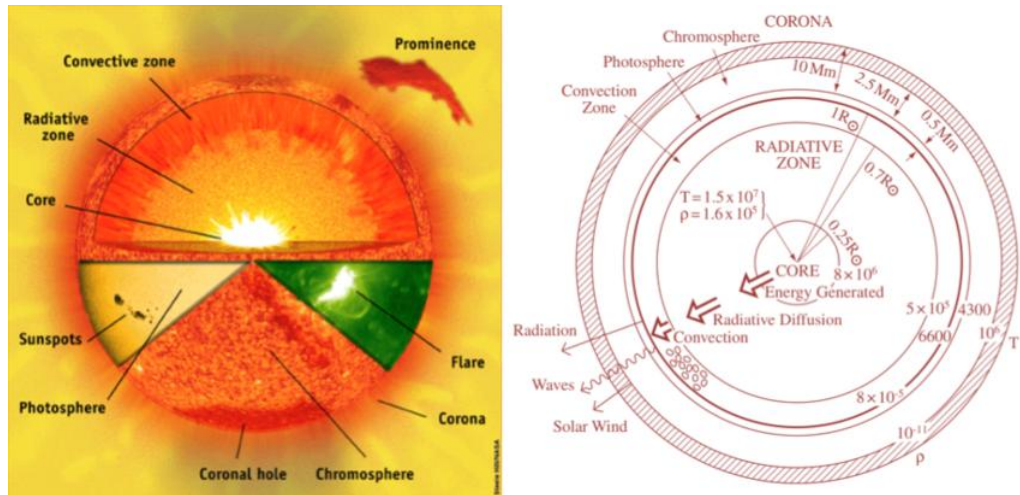 Prominence
Convective zone
Radiative
zone
Core
Sunspots
Photosphere
Coronal hole
Chromosphere
Corona
Flare
CORONA
Chromosphere
Photosphere
Convection
Zone
10 Mm
2.5 Mm
0.5 Mm
1R⊙
RADIATIVE
ZONE
0.7R⊙
T = 1.5 x 10⁷
ρ = 1.6 x 10⁵
0.25R⊙
CORE
8 × 10⁶
Energy Generated
Radiative Diffusion
Convection
Radiation
Waves
Solar Wind
5 × 10⁵
4300
6600
10⁶
T
8 × 10⁻⁵
10⁻¹¹
ρ